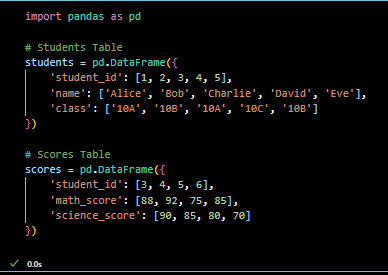 import pandas as pd
# Students Table
students = pd.DataFrame({
    'student_id': [1, 2, 3, 4, 5],
    'name': ['Alice', 'Bob', 'Charlie', 'David', 'Eve'],
    'class': ['10A', '10B', '10A', '10C', '10B']
})
# Scores Table
scores = pd.DataFrame({
    'student_id': [3, 4, 5, 6],
    'math_score': [88, 92, 75, 85],
    'science_score': [90, 85, 80, 70]
})
0.0s